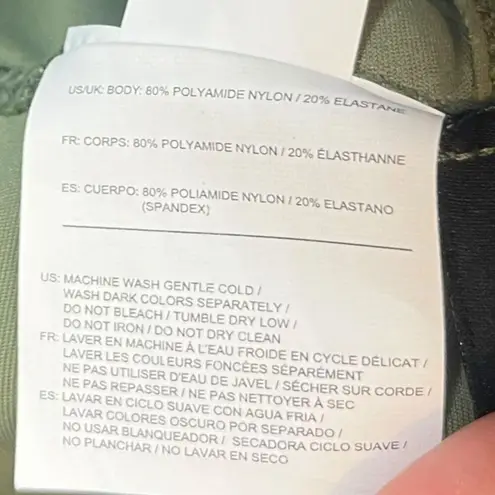 US/UK: BODY: 80% POLYAMIDE NYLON / 20% ELASTANE
FR: CORPS: 80% POLYAMIDE NYLON / 20% ÉLASTHANNE
ES: CUERPO: 80% POLIAMIDE NYLON / 20% ELASTANO
(SPANDEX)
US: MACHINE WASH GENTLE COLD /
WASH DARK COLORS SEPARATELY /
DO NOT BLEACH / TUMBLE DRY LOW /
DO NOT IRON / DO NOT DRY CLEAN
FR: LAVER EN MACHINE À L'EAU FROIDE EN CYCLE DÉLICAT /
LAVER LES COULEURS FONCÉES SÉPARÉMENT
NE PAS UTILISER D'EAU DE JAVEL / SÉCHER SUR CORDE /
NE PAS REPASSER / NE PAS NETTOYER À SEC
ES: LAVAR EN CICLO SUAVE CON AGUA FRIA /
LAVAR COLORES OSCURO POR SEPARADO /
NO USAR BLANQUEADOR / SECADORA CICLO SUAVE /
NO PLANCHAR / NO LAVAR EN SECO